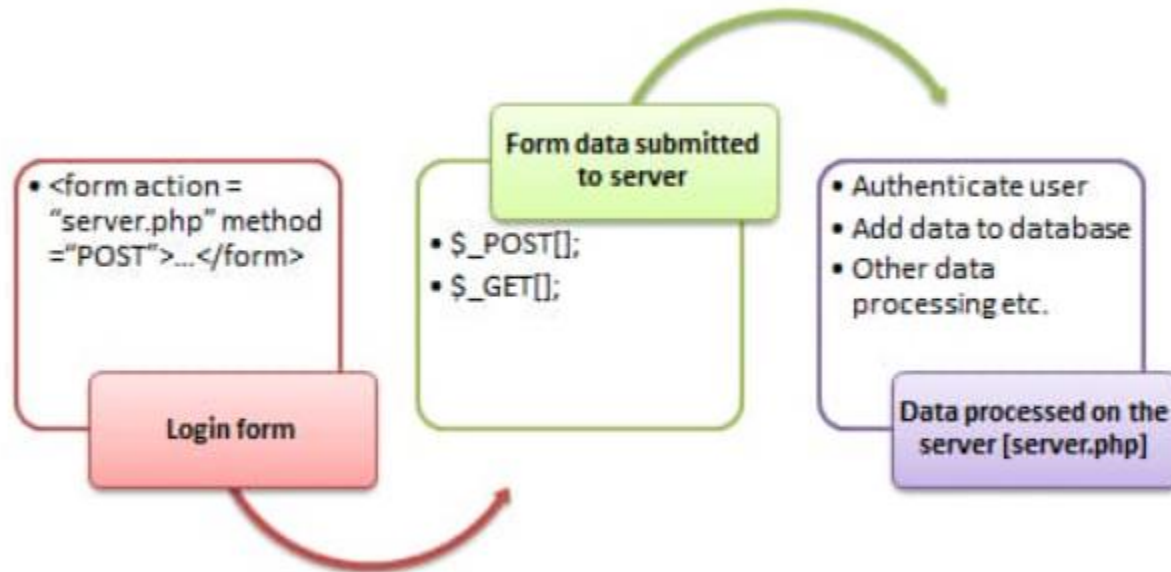 • <form action =
“server.php” method
=“POST”>...</form>
Login form
Form data submitted
to server
• $_POST[];
• $_GET[];
• Authenticate user
• Add data to database
• Other data
processing etc.
Data processed on the
server [server.php]